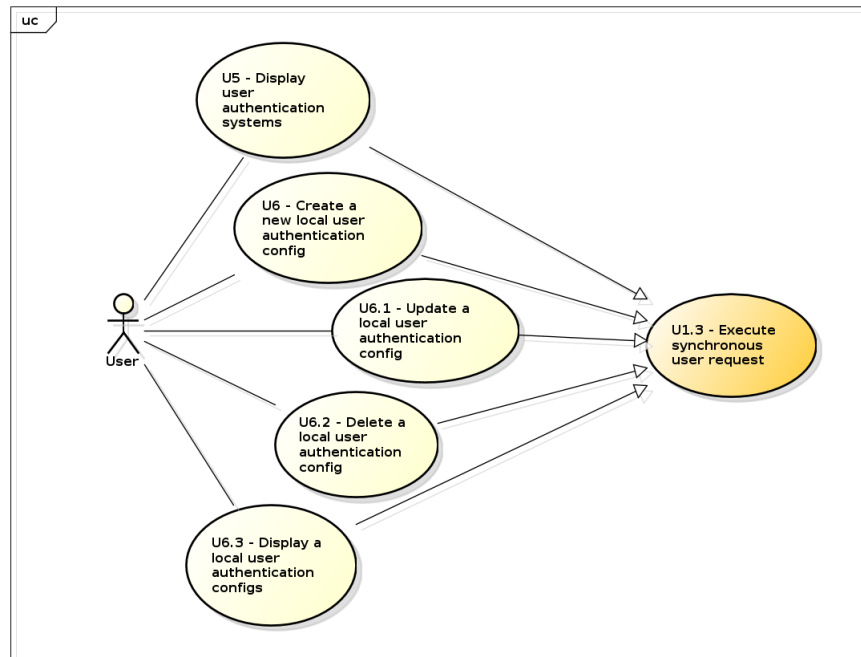 uc
U5 - Display
user
authentication
systems
U6 - Create a
new local user
authentication
config
U6.1 - Update a
local user
authentication
config
U1.3 - Execute
synchronous
user request
User
U6.2 - Delete a
local user
authentication
config
U6.3 - Display a
local user
authentication
configs